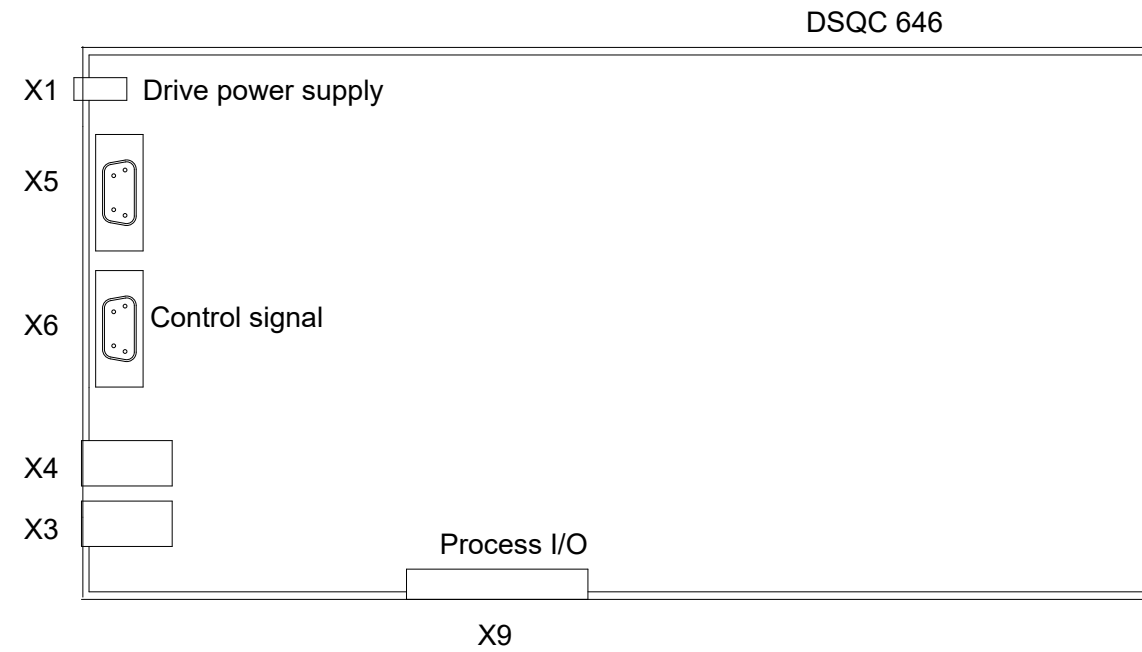 DSQC 646
X1
Drive power supply
X5
X6
Control signal
X4
X3
Process I/O
X9